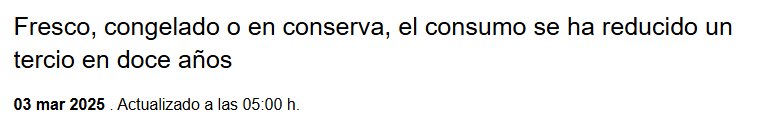 Fresco, congelado o en conserva, el consumo se ha reducido un
tercio en doce años
03 mar 2025 . Actualizado a las 05:00 h.